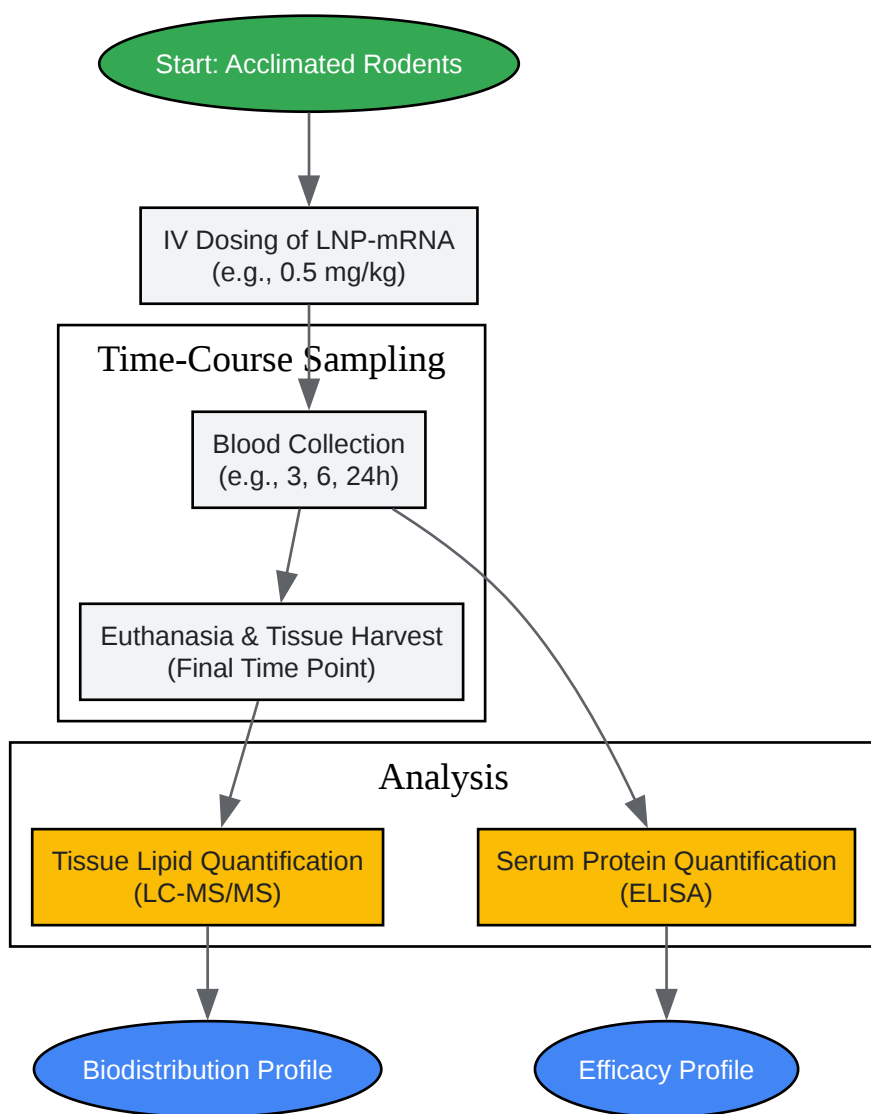 Start: Acclimated Rodents
IV Dosing of LNP-mRNA
(e.g., 0.5 mg/kg)
Time-Course Sampling
Blood Collection
(e.g., 3, 6, 24h)
Euthanasia & Tissue Harvest
(Final Time Point)
Analysis
Tissue Lipid Quantification
(LC-MS/MS)
Serum Protein Quantification
(ELISA)
Biodistribution Profile
Efficacy Profile